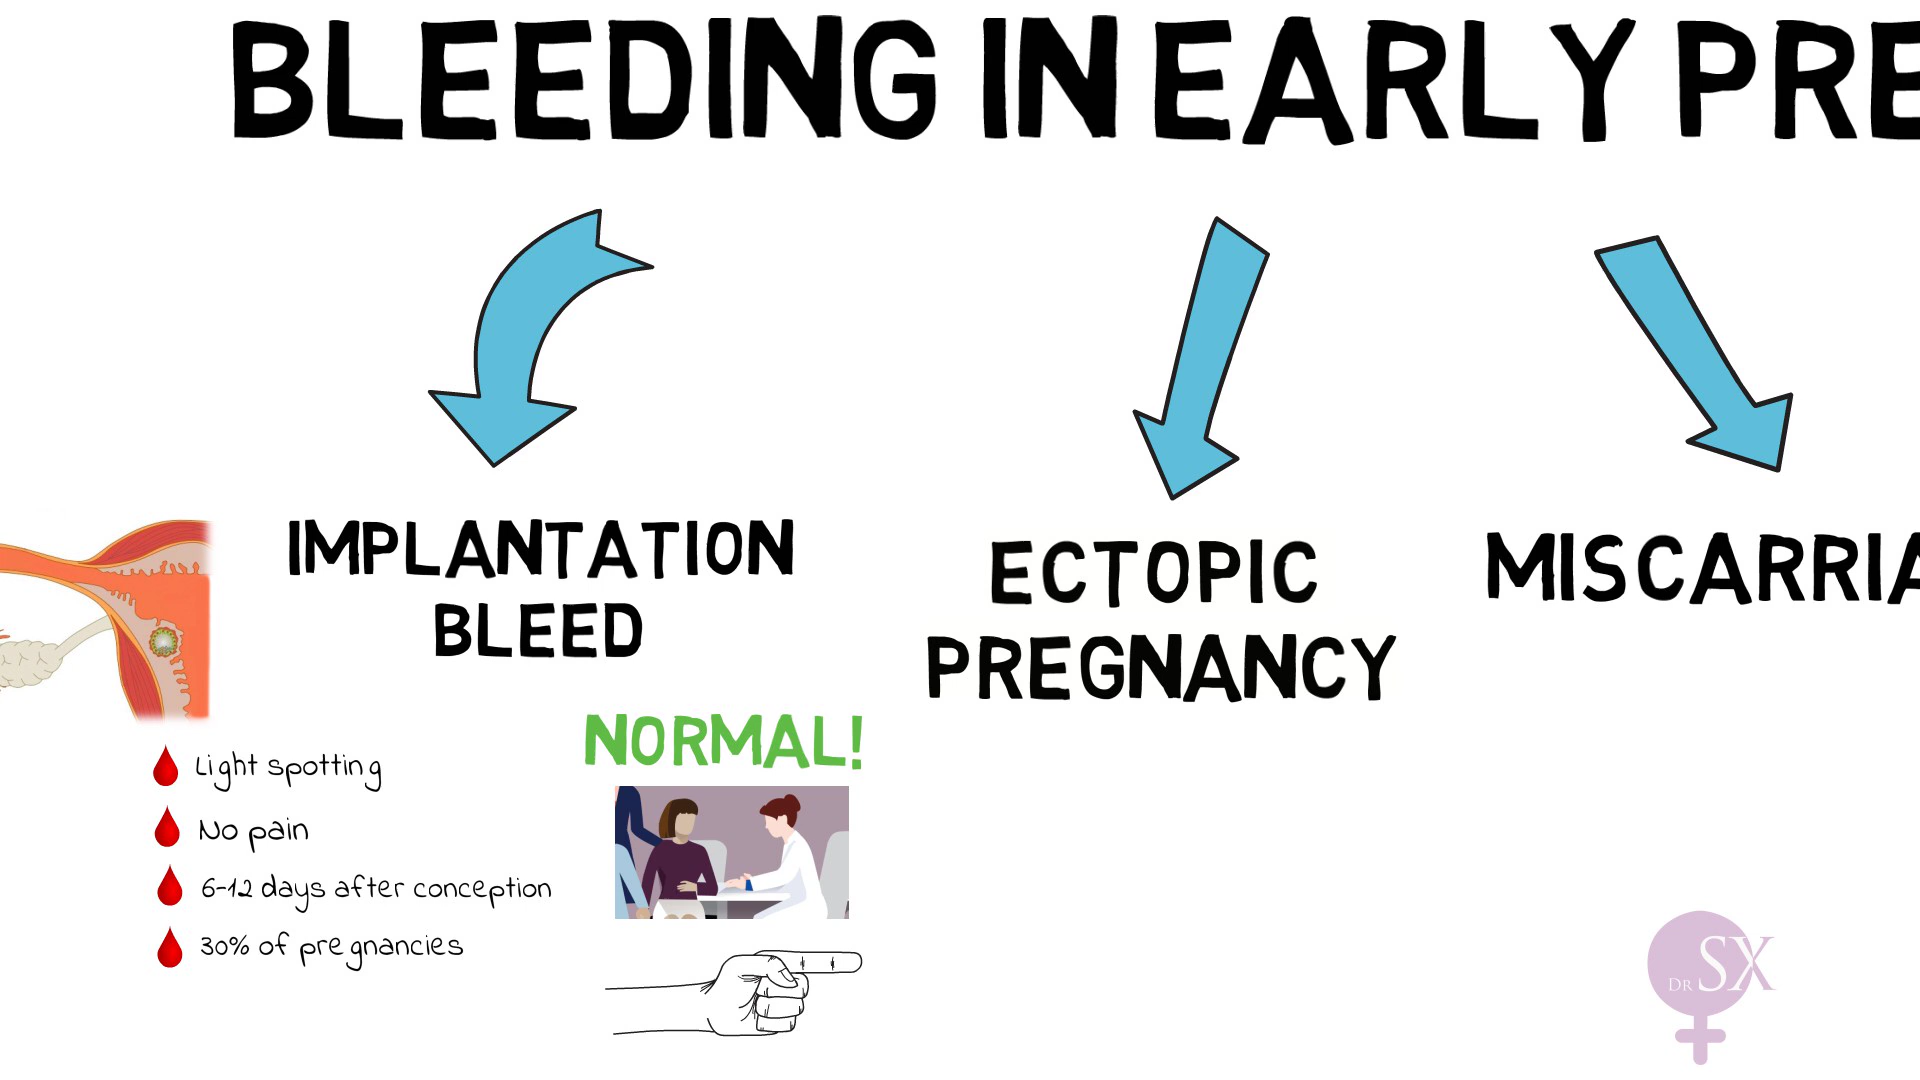 BLEEDING IN EARLY PRE
IMPLANTATION
BLEED
ECTOPIC
PREGNANCY
MISCARRIA
NORMAL!
Light spotting
No pain
6-12 days after conception
30% of pregnancies
DR SX